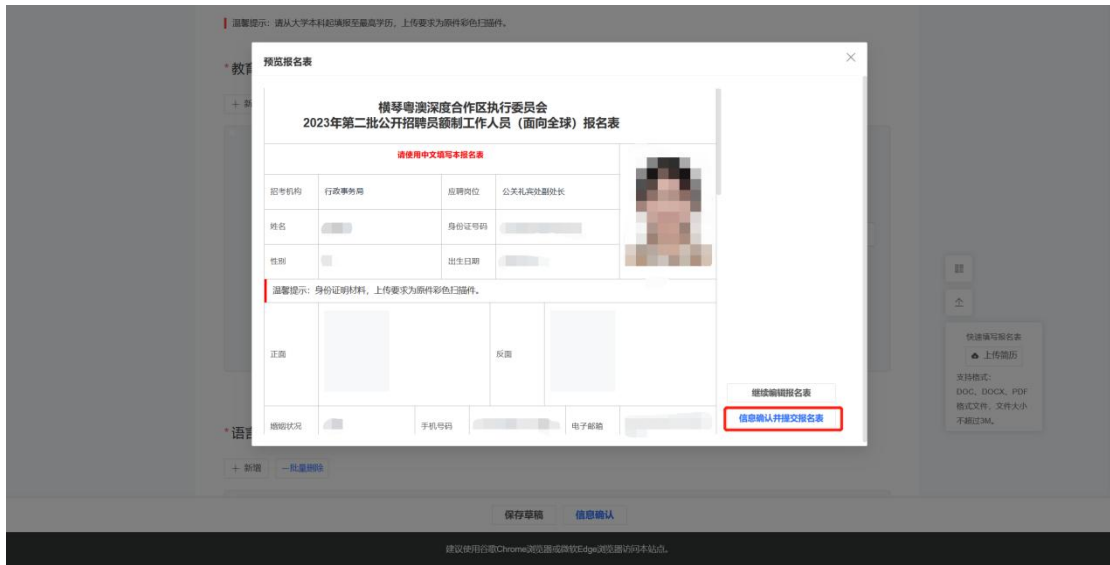 温馨提示：请从大学本科起填报至最高学历，上传要求为原件彩色扫描件。
预览报名表
*教育
＋ 新
横琴粤澳深度合作区执行委员会
2023年第二批公开招聘员额制工作人员（面向全球）报名表
请使用中文填写本报名表
招考机构 行政事务局 应聘岗位 公关礼宾处副处长
姓名 身份证号码
性别 出生日期
温馨提示：身份证明材料，上传要求为原件彩色扫描件。
正面 反面
婚姻状况 手机号码 电子邮箱
继续编辑报名表
信息确认并提交报名表
快速填写报名表
上传简历
支持格式：
DOC、DOCX、PDF
格式文件，文件大小
不超过3M。
*语言
＋ 新增 一批量删除
保存草稿 信息确认
建议使用谷歌Chrome浏览器或微软Edge浏览器访问本站点。